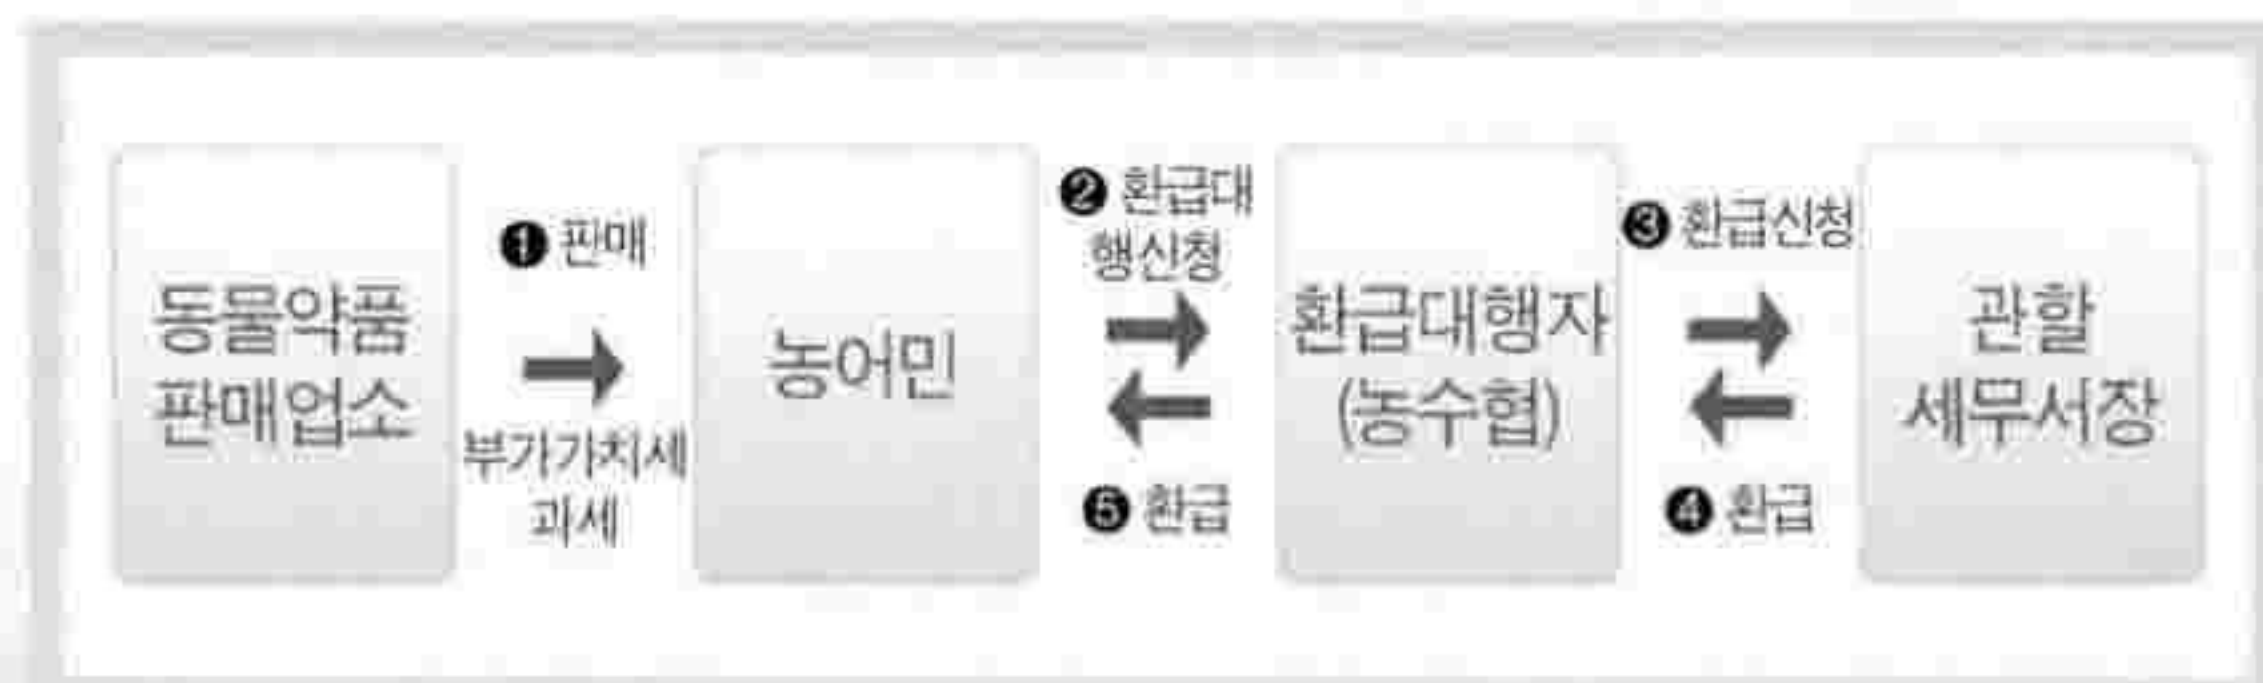 동물약품
판매업소
❶ 판매
부가가치세
과세
농어민
❷ 환급대
행신청
❺ 환급
환급대행자
(농수협)
❸ 환급신청
❹ 환급
관할
세무서장